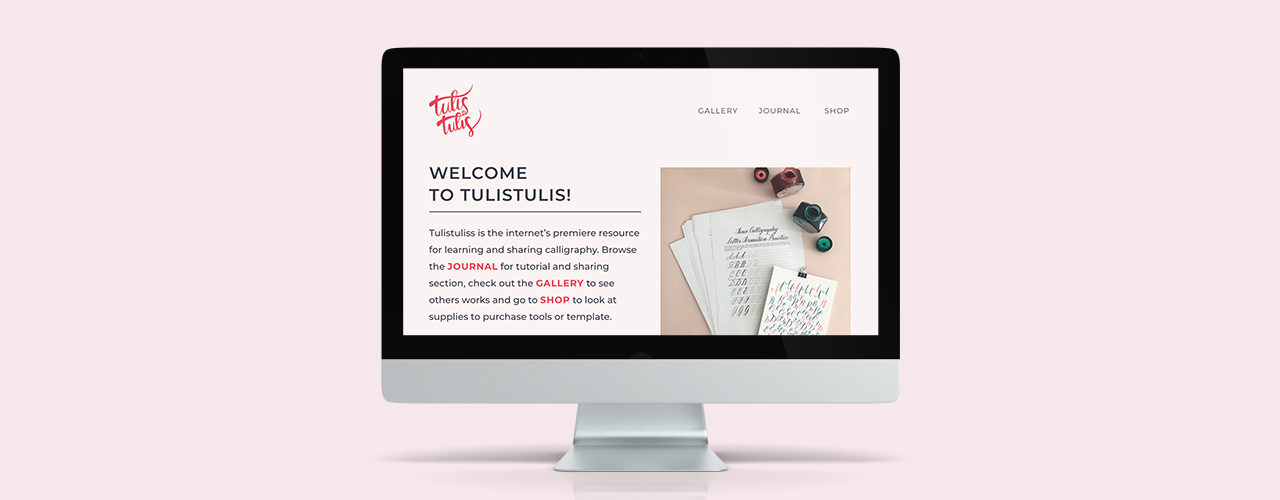 tulis
tulis
GALLERY JOURNAL SHOP
WELCOME
TO TULISTULIS!
Tulistuliss is the internet's premiere resource
for learning and sharing calligraphy. Browse
the JOURNAL for tutorial and sharing
section, check out the GALLERY to see
others works and go to SHOP to look at
supplies to purchase tools or template.
Letter Formation Practice